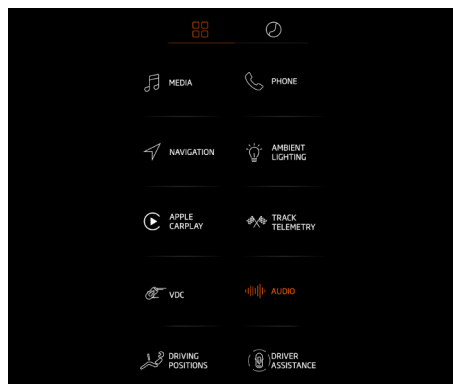 MEDIA
PHONE
NAVIGATION
AMBIENT
LIGHTING
APPLE
CARPLAY
TRACK
TELEMETRY
VDC
AUDIO
DRIVING
POSITIONS
DRIVER
ASSISTANCE